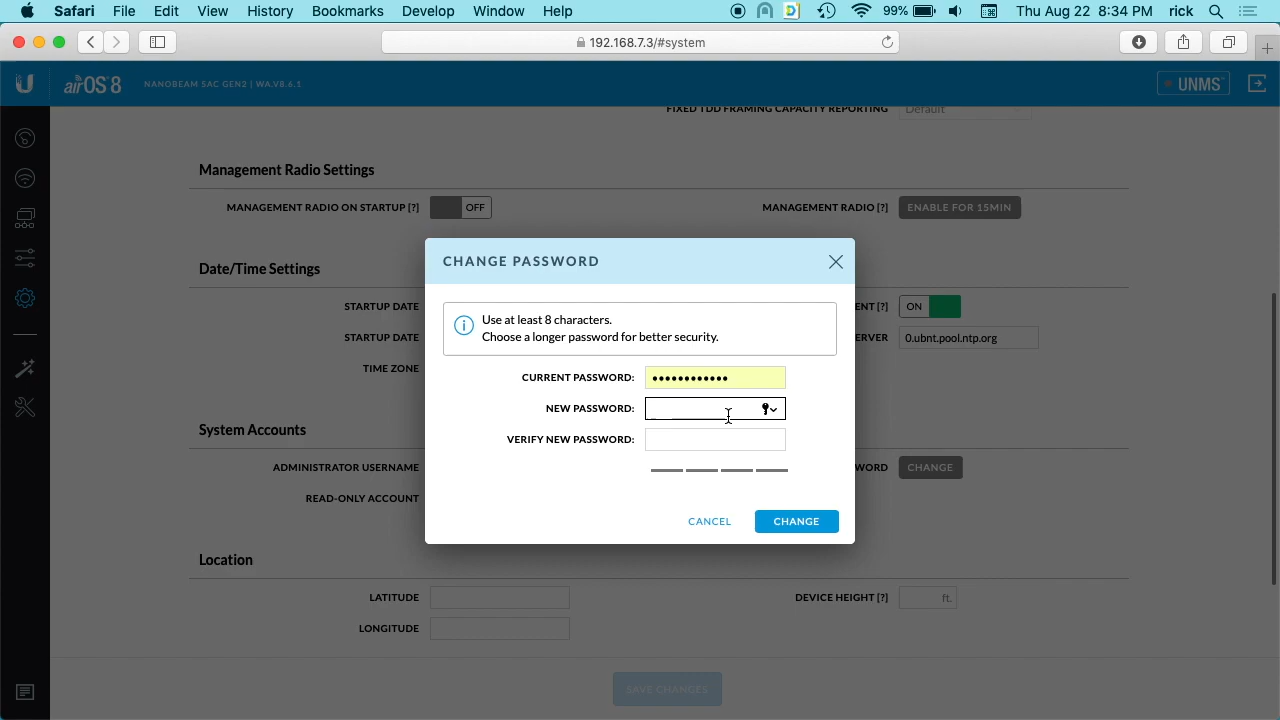 Safari File Edit View History Bookmarks Develop Window Help 99% Thu Aug 22 8:34 PM rick
192.168.7.3/#system
U airOS 8 NANOBEAM 5AC GEN2 | WA.V8.6.1 UNMS
FIXED TDD FRAMING CAPACITY REPORTING Default
Management Radio Settings
MANAGEMENT RADIO ON STARTUP [?] OFF MANAGEMENT RADIO [?] ENABLE FOR 15MIN
CHANGE PASSWORD
Date/Time Settings
STARTUP DATE ENT [?] ON
Use at least 8 characters.
Choose a longer password for better security.
STARTUP DATE ERVER 0.ubnt.pool.ntp.org
TIME ZONE
CURRENT PASSWORD: ••••••••••••
NEW PASSWORD:
VERIFY NEW PASSWORD:
System Accounts
ADMINISTRATOR USERNAME WORD CHANGE
READ-ONLY ACCOUNT
CANCEL CHANGE
Location
LATITUDE DEVICE HEIGHT [?] ft.
LONGITUDE
SAVE CHANGES